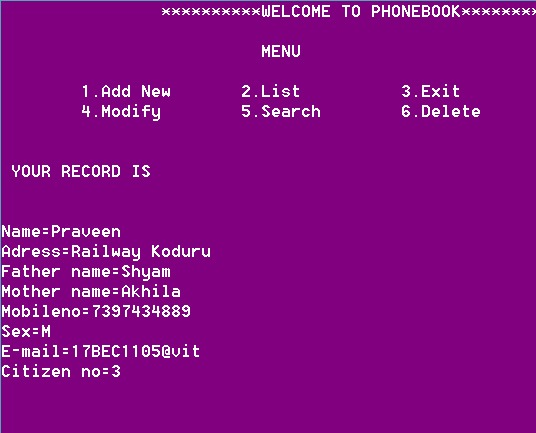 **********WELCOME TO PHONEBOOK********
MENU
1.Add New 2.List 3.Exit
4.Modify 5.Search 6.Delete
YOUR RECORD IS
Name=Praveen
Adress=Railway Koduru
Father name=Shyam
Mother name=Akhila
Mobileno=7397434889
Sex=M
E-mail=17BEC1105@vit
Citizen no=3